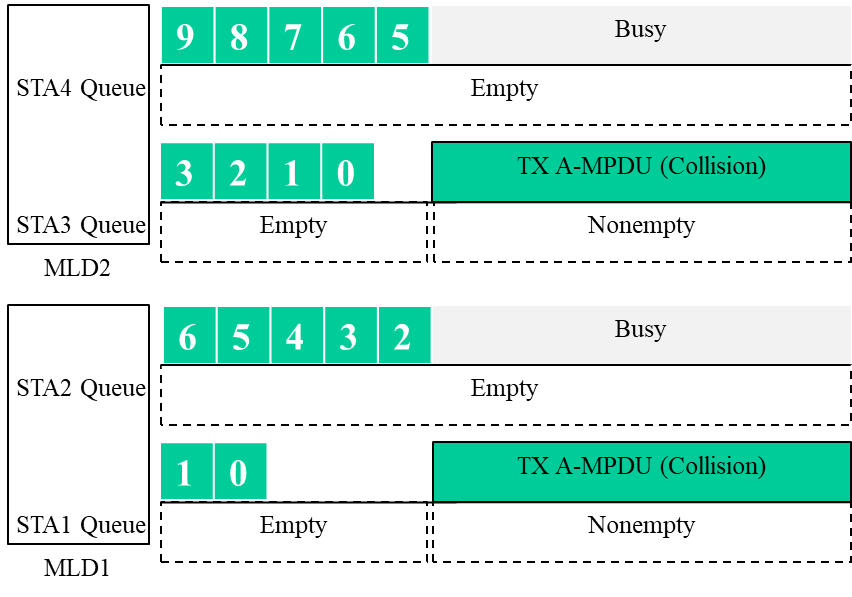 9 8 7 6 5 Busy
STA4 Queue Empty
3 2 1 0 TX A-MPDU (Collision)
STA3 Queue Empty Nonempty
MLD2
6 5 4 3 2 Busy
STA2 Queue Empty
1 0 TX A-MPDU (Collision)
STA1 Queue Empty Nonempty
MLD1